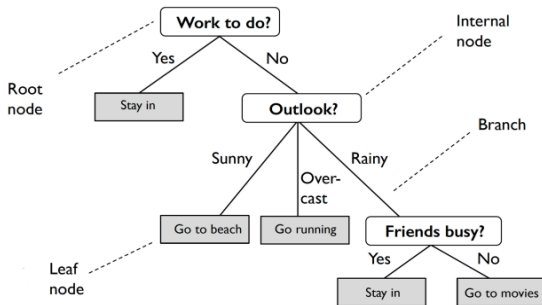 Work to do?
Internal
node
Yes
No
Root
node
Stay in
Outlook?
Branch
Sunny
Over-
cast
Rainy
Go to beach
Go running
Friends busy?
Leaf
node
Yes
No
Stay in
Go to movies